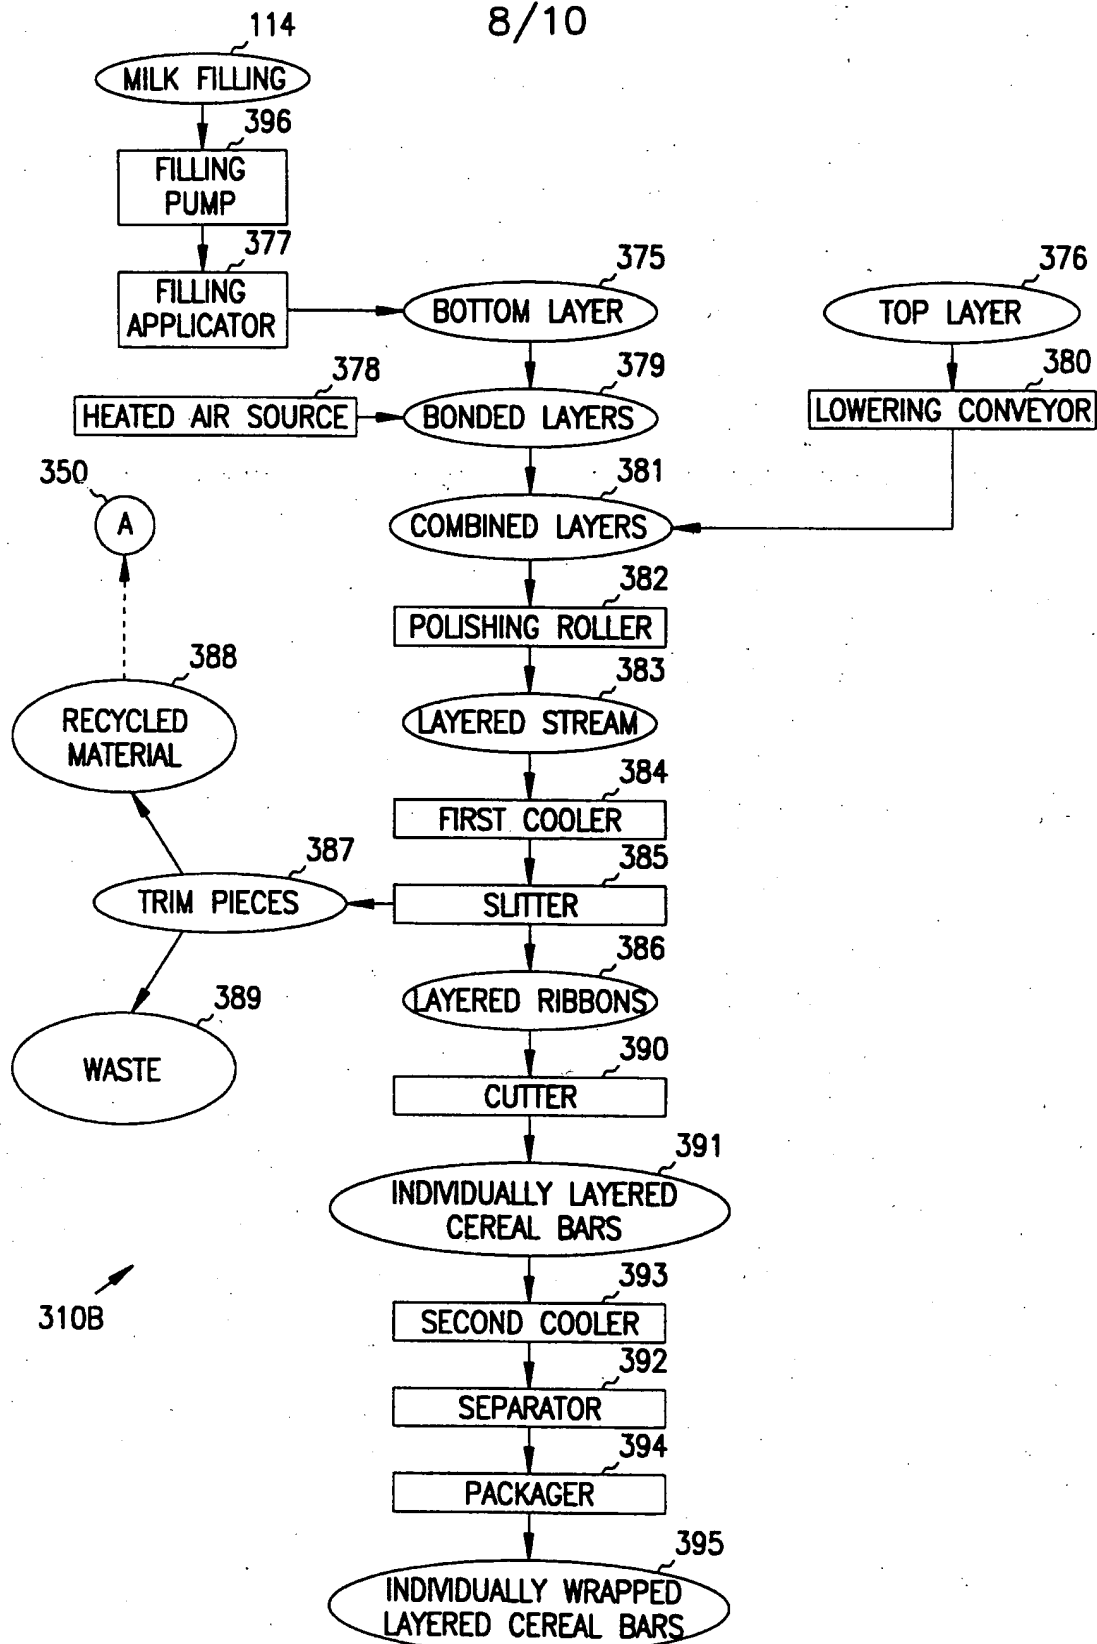 8/10
114
MILK FILLING
396
FILLING
PUMP
377
FILLING
APPLICATOR
375
BOTTOM LAYER
376
TOP LAYER
378
HEATED AIR SOURCE
379
BONDED LAYERS
380
LOWERING CONVEYOR
350
A
381
COMBINED LAYERS
382
POLISHING ROLLER
388
RECYCLED
MATERIAL
383
LAYERED STREAM
384
FIRST COOLER
387
TRIM PIECES
385
SLITTER
386
LAYERED RIBBONS
389
WASTE
390
CUTTER
391
INDIVIDUALLY LAYERED
CEREAL BARS
310B
393
SECOND COOLER
392
SEPARATOR
394
PACKAGER
395
INDIVIDUALLY WRAPPED
LAYERED CEREAL BARS